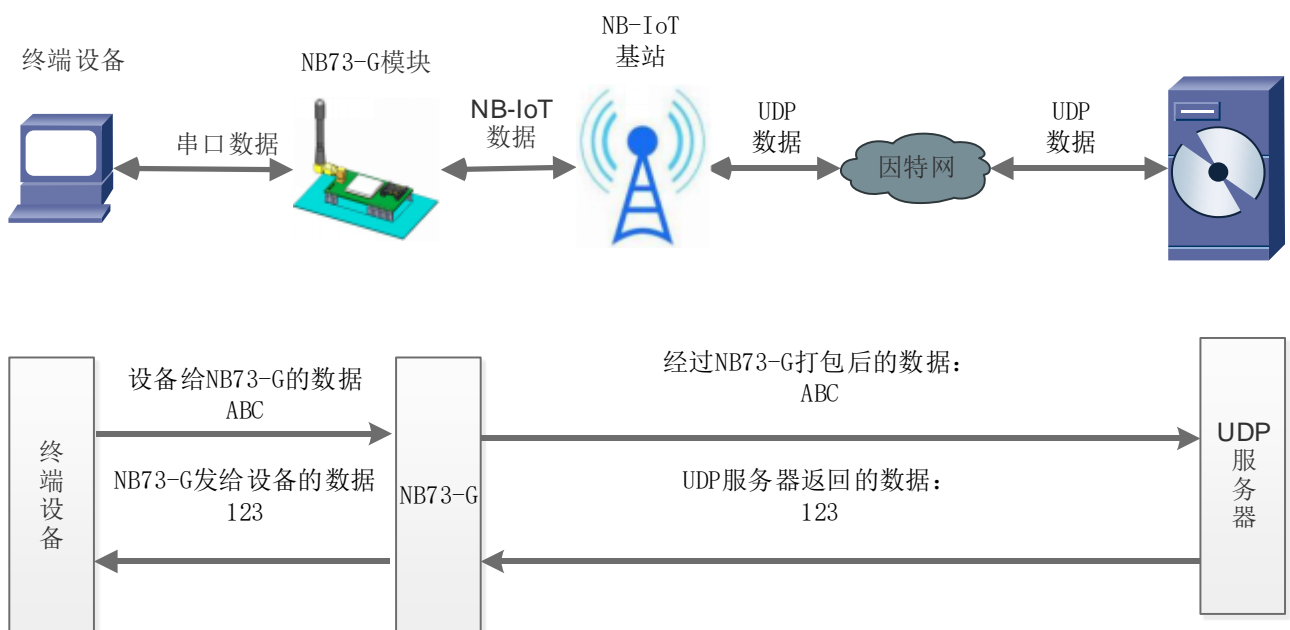 NB-IoT
基站
终端设备
NB73-G模块
NB-IoT
数据
UDP
数据
UDP
数据
串口数据
因特网
设备给NB73-G的数据
ABC
经过NB73-G打包后的数据：
ABC
终端设备
NB73-G发给设备的数据
123
NB73-G
UDP服务器返回的数据：
123
UDP
服务器